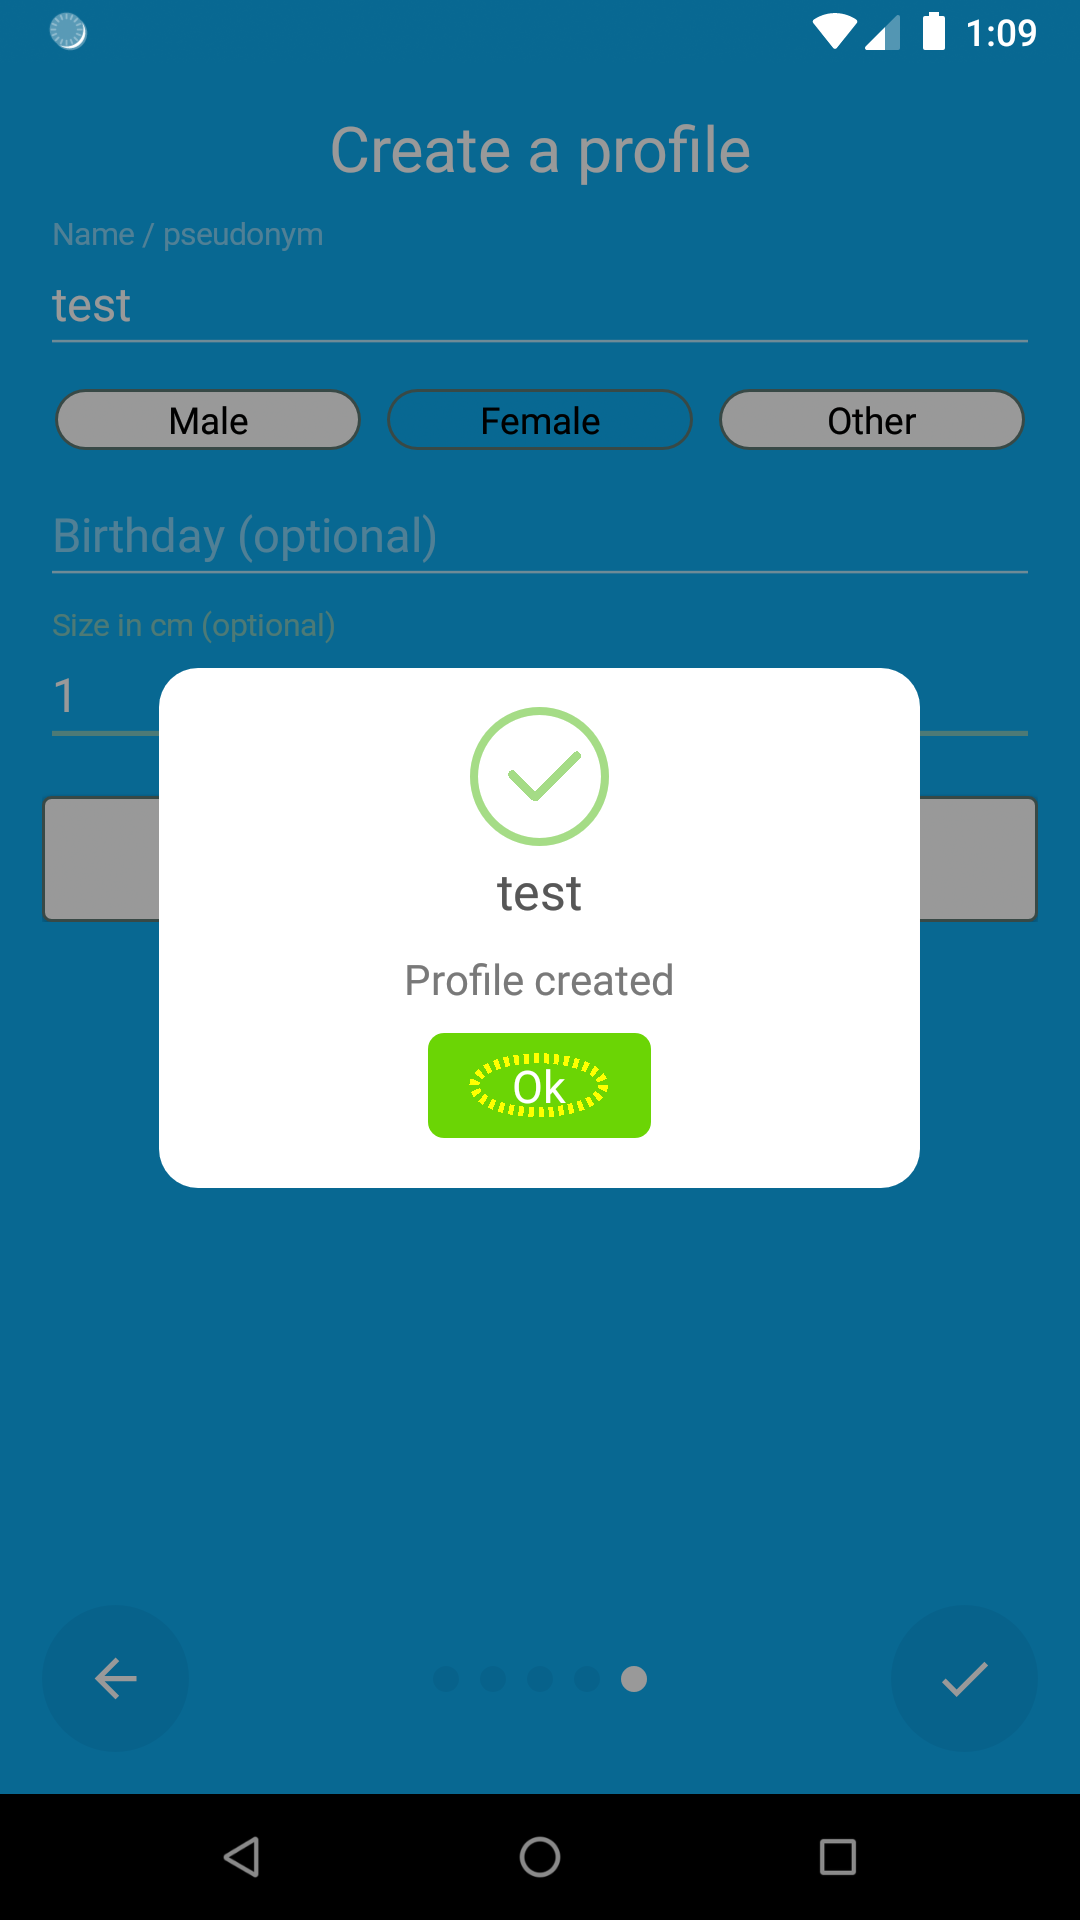 1:09
Create a profile
Name / pseudonym
test
Male Female Other
Birthday (optional)
Size in cm (optional)
1
test
Profile created
Ok